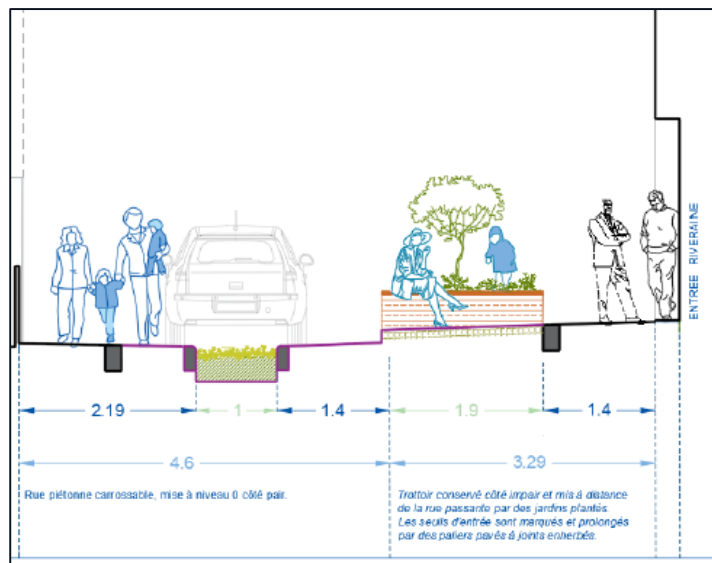 ENTREE RIVERAINE
2.19
1
1.4
1.9
1.4
4.6
3.29
Rue piétonne carrossable, mise à niveau 0 côté pair.
Trottoir conservé côté impair et mis à distance
de la rue passante par des jardins plantés.
Les seuils d'entrée sont marqués et prolongés
par des paliers pavés à joints enherbés.